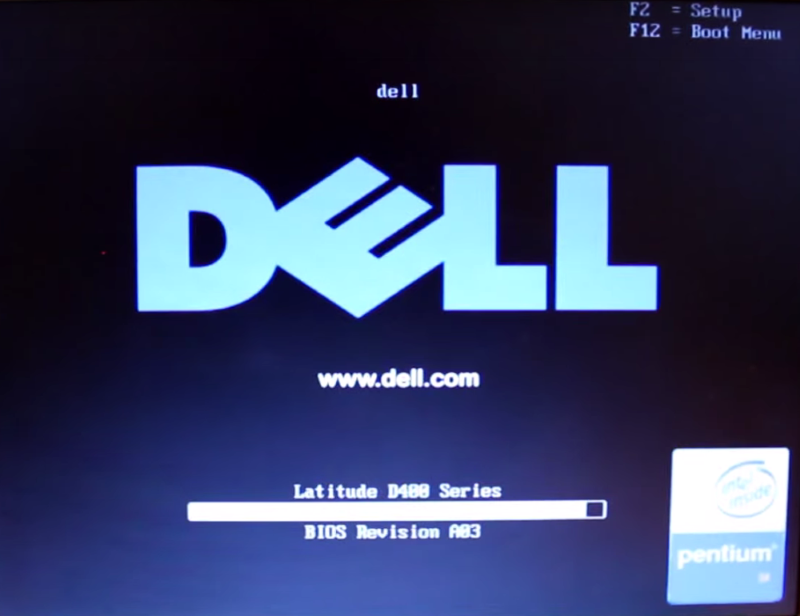 F2 = Setup
F12 = Boot Menu
dell
DELL
www.dell.com
Latitude D400 Series
BIOS Revision A03
intel
inside
pentium